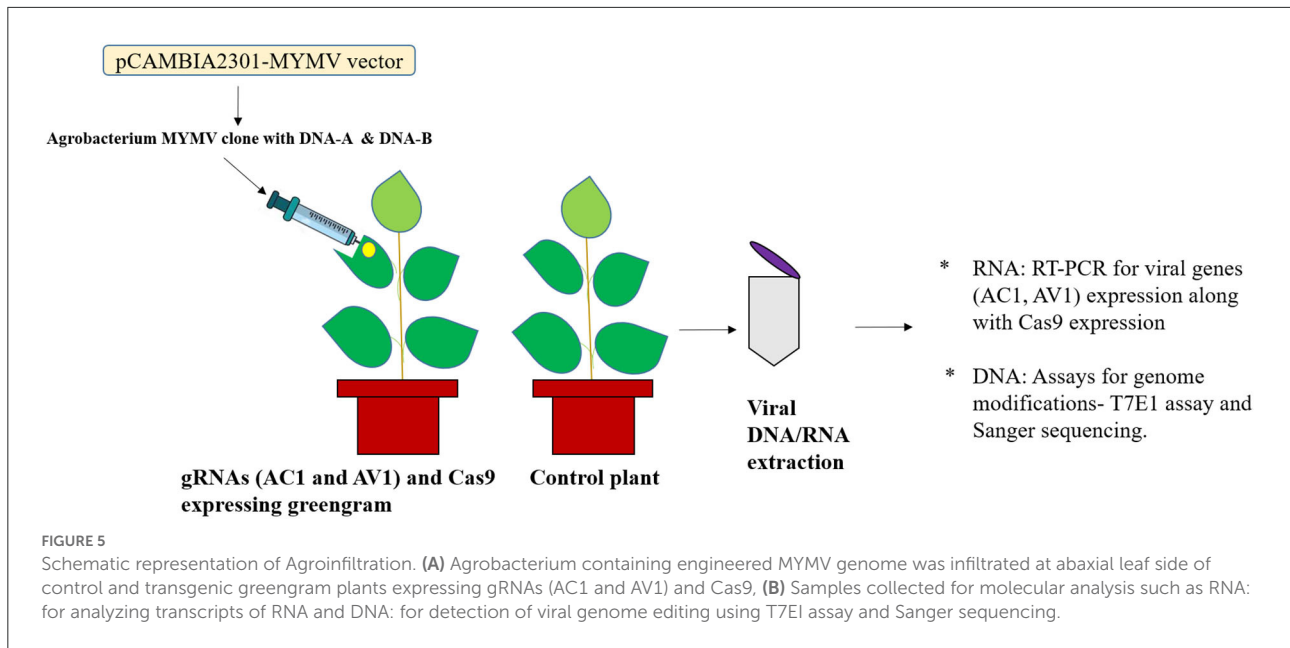 pCAMBIA2301-MYMV vector
Agrobacterium MYMV clone with DNA-A & DNA-B
gRNAs (AC1 and AV1) and Cas9
expressing greengram
Control plant
Viral
DNA/RNA
extraction
* RNA: RT-PCR for viral genes
(AC1, AV1) expression along
with Cas9 expression
* DNA: Assays for genome
modifications- T7E1 assay and
Sanger sequencing.
FIGURE 5
Schematic representation of Agroinfiltration. (A) Agrobacterium containing engineered MYMV genome was infiltrated at abaxial leaf side of
control and transgenic greengram plants expressing gRNAs (AC1 and AV1) and Cas9, (B) Samples collected for molecular analysis such as RNA:
for analyzing transcripts of RNA and DNA: for detection of viral genome editing using T7EI assay and Sanger sequencing.